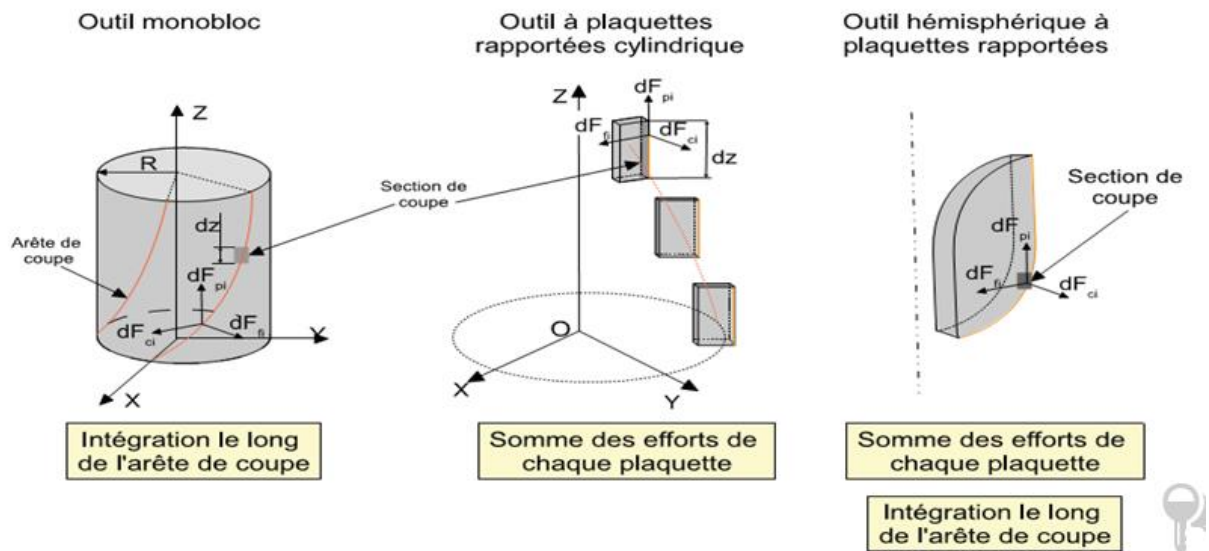 Outil monobloc
Outil à plaquettes
rapportées cylindrique
Outil hémisphérique à
plaquettes rapportées
Z
R
dz
Arête de
coupe
dF pi
dF ci
dF fi
Y
X
Section de
coupe
Z
dF pi
dF fi
dF ci
dz
O
X
Y
Section de
coupe
dF pi
dF fi
dF ci
Intégration le long
de l'arête de coupe
Somme des efforts de
chaque plaquette
Somme des efforts de
chaque plaquette
Intégration le long
de l'arête de coupe